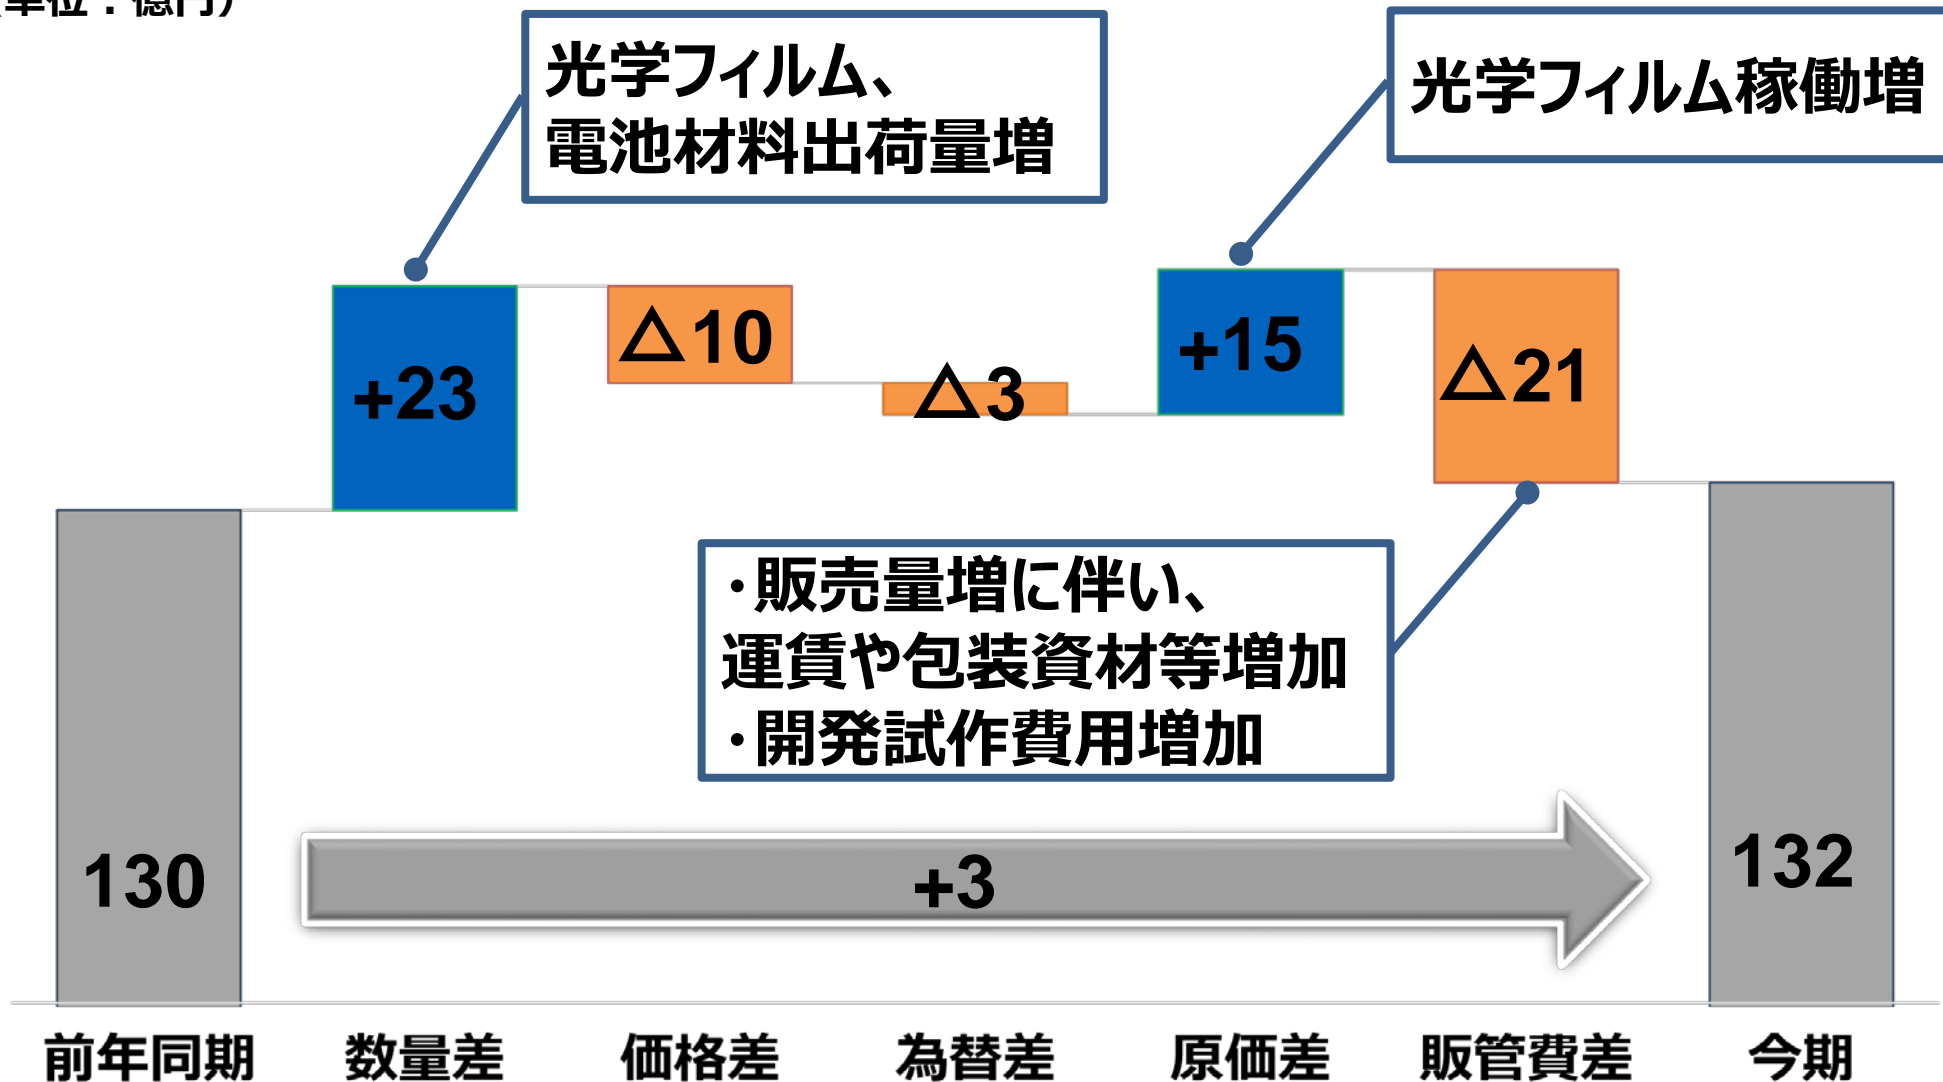 (単位：億円)
光学フィルム、
電池材料出荷量増
光学フィルム稼働増
+23
△10
△3
+15
△21
・販売量増に伴い、
運賃や包装資材等増加
・開発試作費用増加
130
+3
132
前年同期 数量差 価格差 為替差 原価差 販管費差 今期